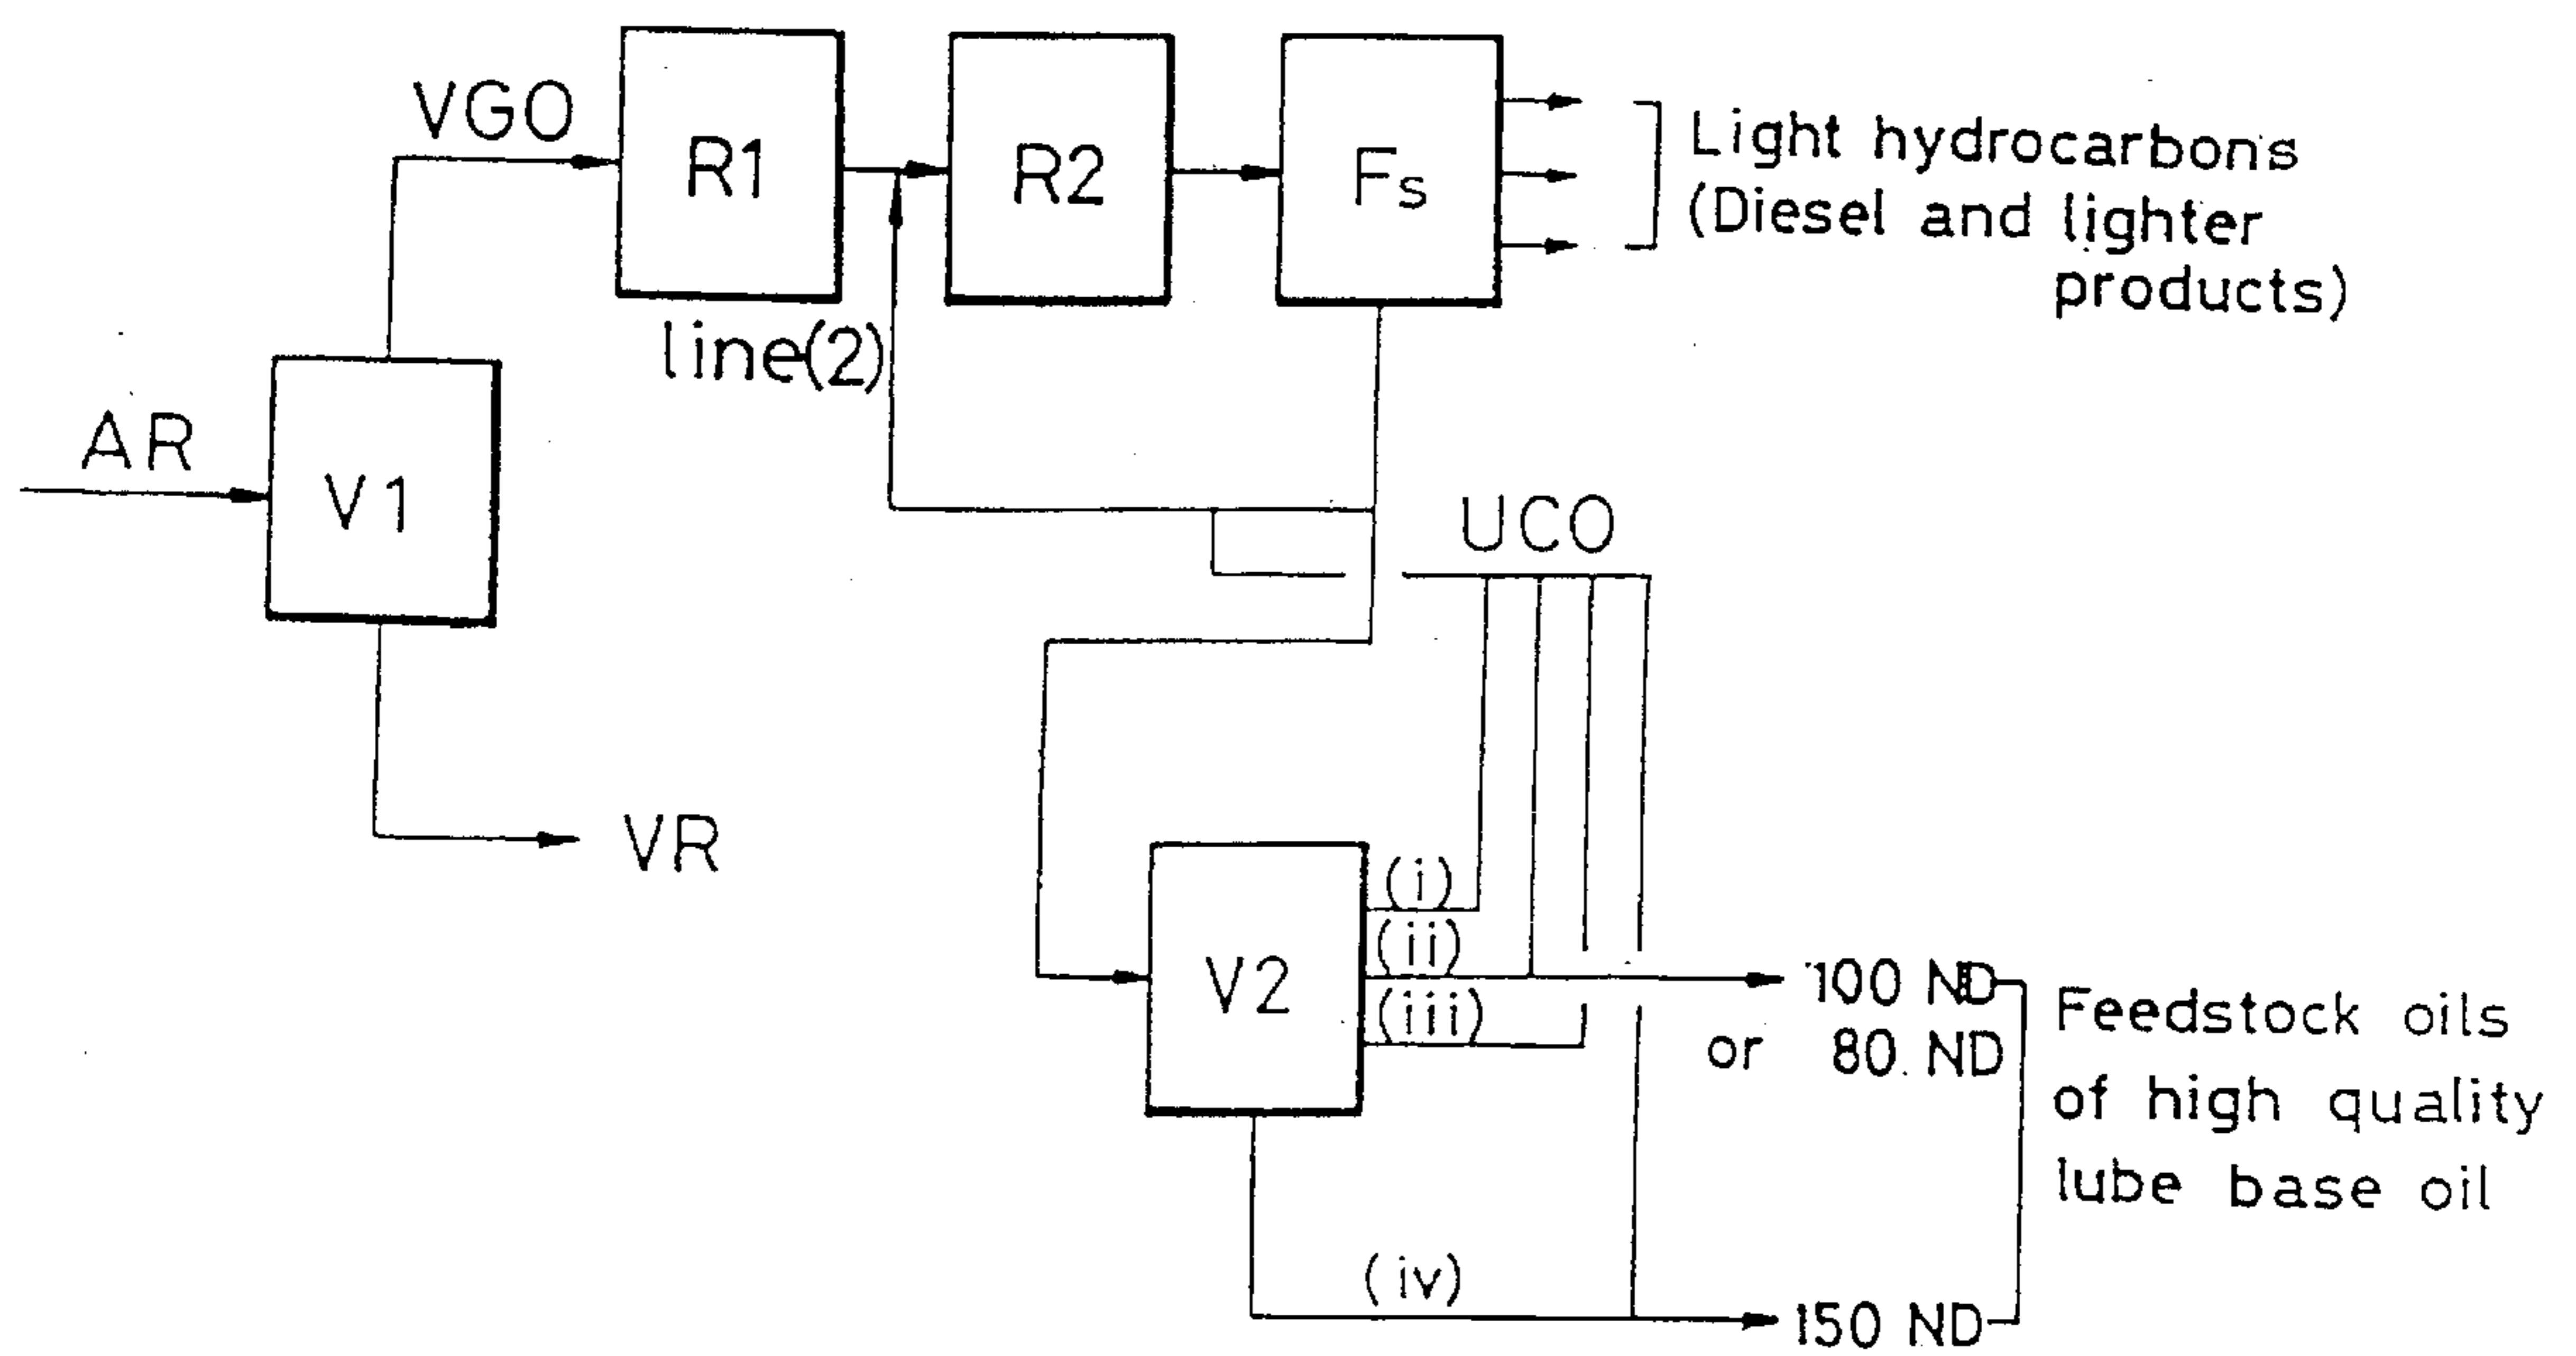 VGO
R1
R2
Fs
Light hydrocarbons
(Diesel and lighter
products)
line(2)
AR
V1
UCO
VR
V2
(i)
(ii)
(iii)
(iv)
100 ND
or 80 ND
150 ND
Feedstock oils
of high quality
lube base oil